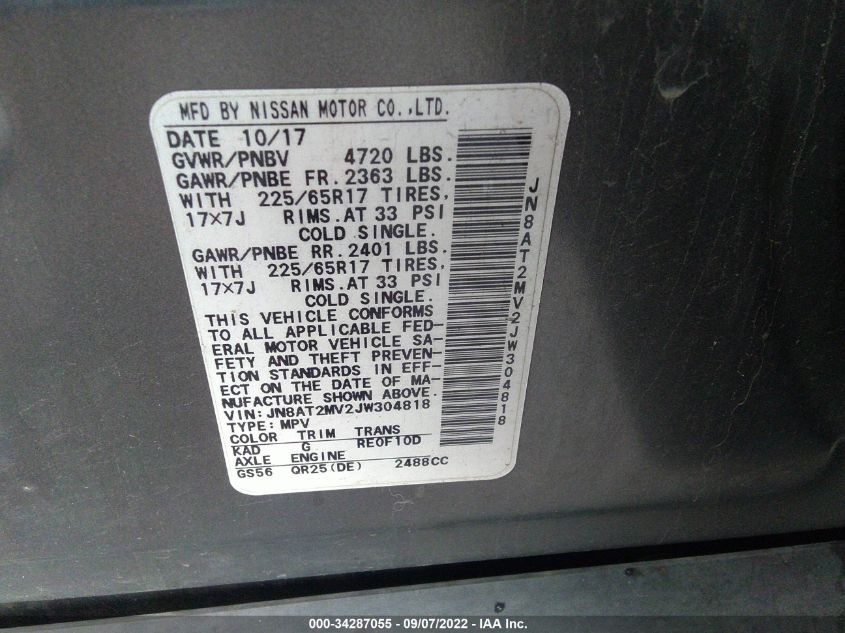 MFD BY NISSAN MOTOR CO.,LTD.
DATE 10/17
GVWR/PNBV 4720 LBS.
GAWR/PNBE FR. 2363 LBS.
WITH 225/65R17 TIRES,
17×7J RIMS. AT 33 PSI
COLD SINGLE.
GAWR/PNBE RR. 2401 LBS.
WITH 225/65R17 TIRES,
17×7J RIMS. AT 33 PSI
COLD SINGLE.
THIS VEHICLE CONFORMS
TO ALL APPLICABLE FED-
ERAL MOTOR VEHICLE SA-
FETY AND THEFT PREVEN-
TION STANDARDS IN EFF-
ECT ON THE DATE OF MA-
NUFACTURE SHOWN ABOVE.
VIN: JN8AT2MV2JW304818
TYPE: MPV
COLOR TRIM TRANS
KAD G RE0F10D
AXLE ENGINE
GS56 QR25(DE) 2488CC
JN8AT2MV2JW304818
000-34287055 - 09/07/2022 - IAA Inc.